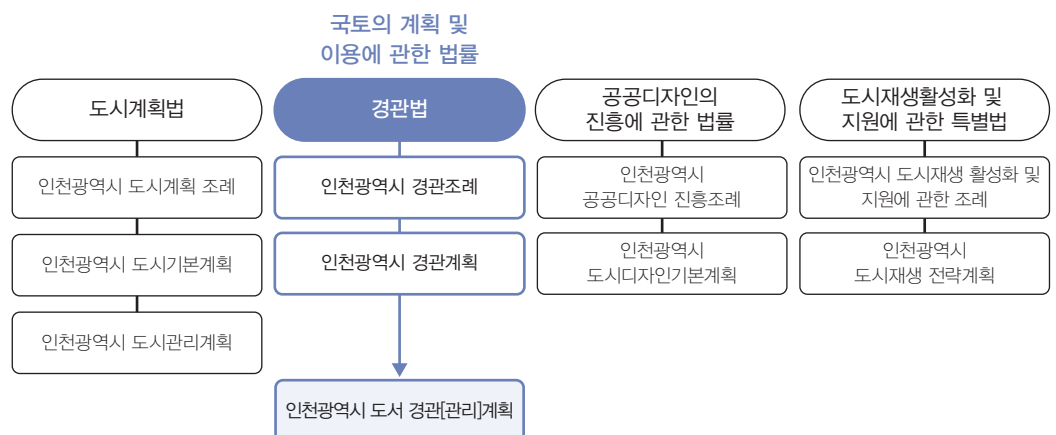 국토의 계획 및
이용에 관한 법률
도시계획법
경관법
공공디자인의
진흥에 관한 법률
도시재생활성화 및
지원에 관한 특별법
인천광역시 도시계획 조례
인천광역시 경관조례
인천광역시
공공디자인 진흥조례
인천광역시 도시재생 활성화 및
지원에 관한 조례
인천광역시 도시기본계획
인천광역시 경관계획
인천광역시
도시디자인기본계획
인천광역시
도시재생 전략계획
인천광역시 도시관리계획
인천광역시 도서 경관[관리]계획